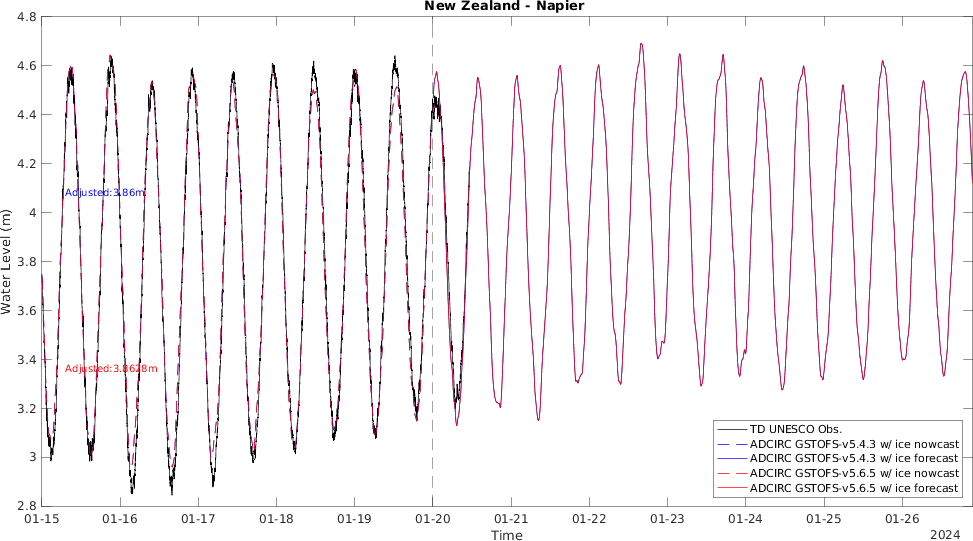 New Zealand - Napier
4.8
4.6
4.4
4.2
4
3.8
3.6
3.4
3.2
3
2.8
Water Level (m)
Adjusted:3.86m
Adjusted:3.8628m
TD UNESCO Obs.
ADCIRC GSTOFS-v5.4.3 w/ ice nowcast
ADCIRC GSTOFS-v5.4.3 w/ ice forecast
ADCIRC GSTOFS-v5.6.5 w/ ice nowcast
ADCIRC GSTOFS-v5.6.5 w/ ice forecast
01-15 01-16 01-17 01-18 01-19 01-20 01-21 01-22 01-23 01-24 01-25 01-26
Time
2024